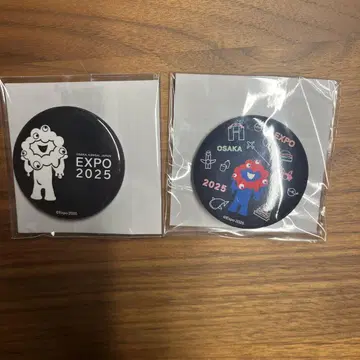 OSAKA, KANSAI, JAPAN
EXPO
2025
©Expo 2025
OSAKA
EXPO
2025
©Expo 2025